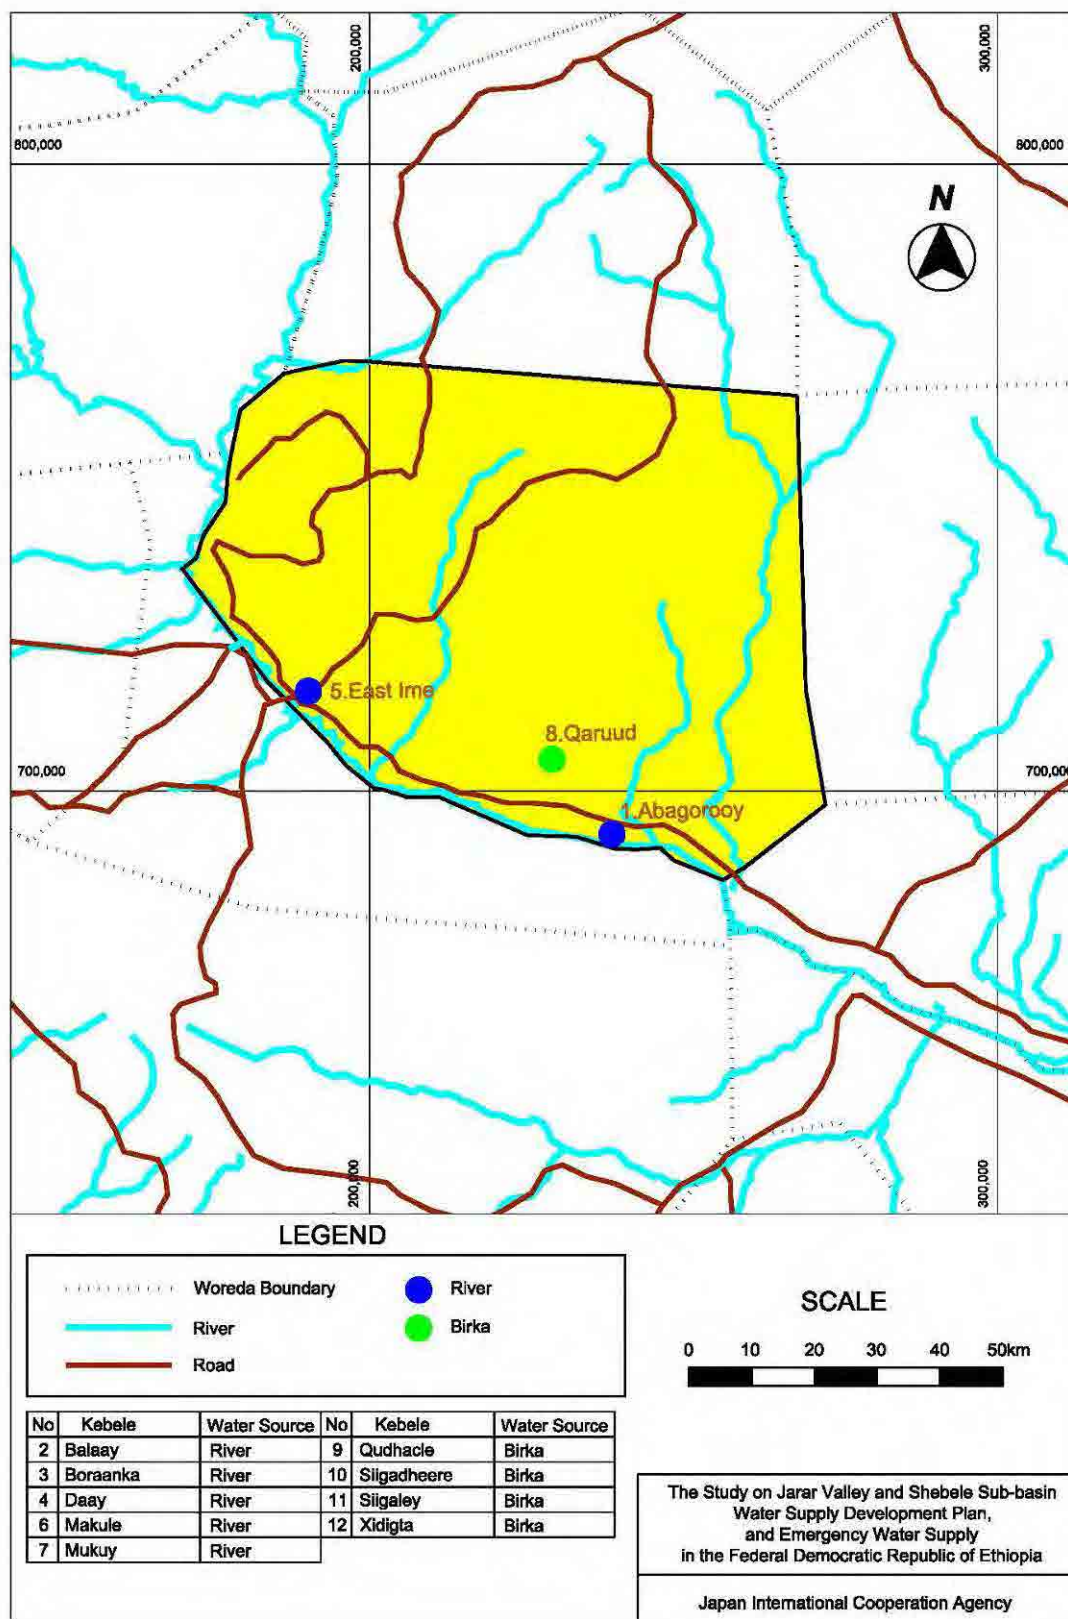 200,000
300,000
800,000
800,000
N
5.East Ime
8.Qaruud
700,000
700,000
1.Abagorooy
200,000
300,000
LEGEND
Woreda Boundary
River
River
Birka
Road
SCALE
0 10 20 30 40 50km
No Kebele Water Source No Kebele Water Source
2 Balaay River 9 Qudhacle Birka
3 Boraanka River 10 Siigadheere Birka
4 Daay River 11 Siigaley Birka
6 Makule River 12 Xidigta Birka
7 Mukuy River
The Study on Jarar Valley and Shebele Sub-basin
Water Supply Development Plan,
and Emergency Water Supply
in the Federal Democratic Republic of Ethiopia
Japan International Cooperation Agency